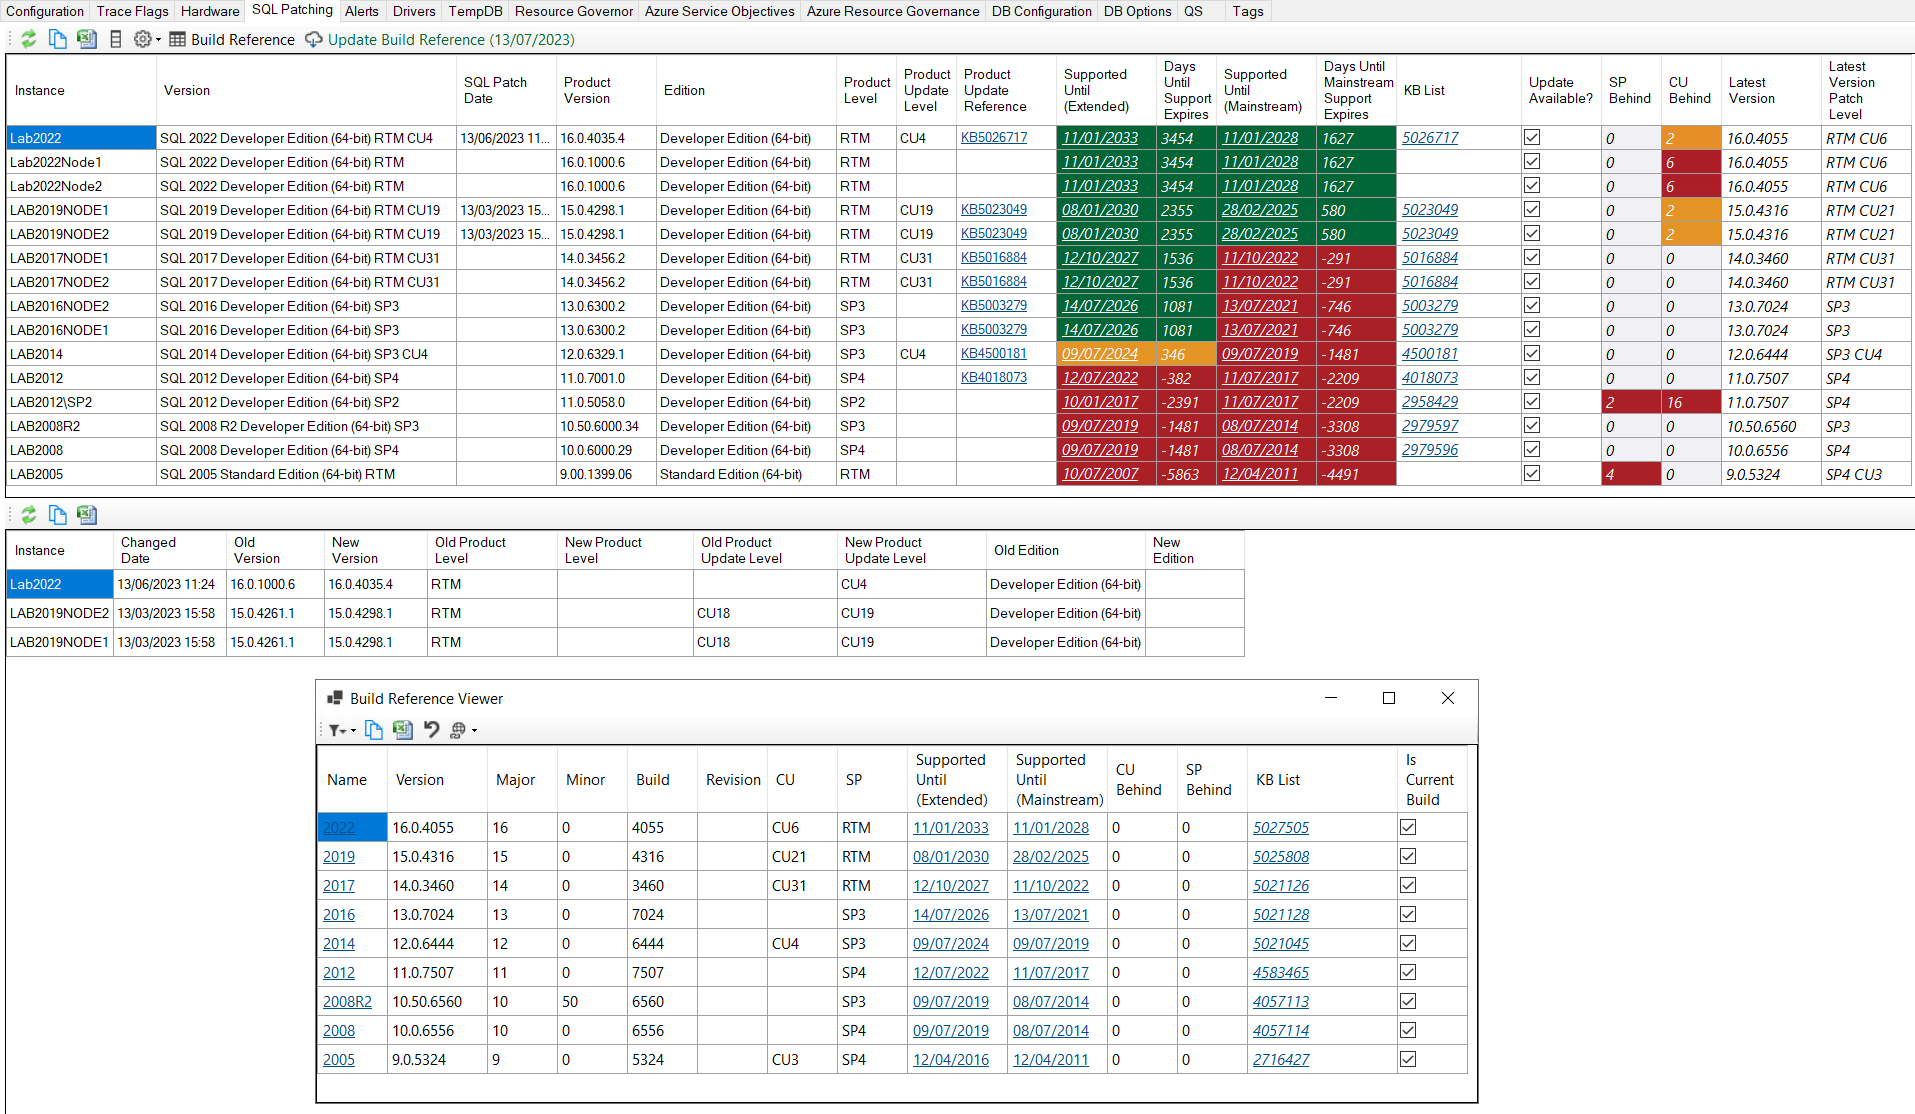 Configuration Trace Flags Hardware SQL Patching Alerts Drivers TempDB Resource Governor Azure Service Objectives Azure Resource Governance DB Configuration DB Options QS Tags
Build Reference Update Build Reference (13/07/2023)
Instance Version SQL Patch Date Product Version Edition Product Level Product Update Level Product Update Reference Supported Until (Extended) Days Until Support Expires Supported Until (Mainstream) Days Until Mainstream Support Expires KB List Update Available? SP Behind CU Behind Latest Version Latest Version Patch Level
Lab2022 SQL 2022 Developer Edition (64-bit) RTM CU4 13/06/2023 11... 16.0.4035.4 Developer Edition (64-bit) RTM CU4 KB5026717 11/01/2033 3454 11/01/2028 1627 5026717 0 2 16.0.4055 RTM CU6
Lab2022Node1 SQL 2022 Developer Edition (64-bit) RTM 16.0.1000.6 Developer Edition (64-bit) RTM 11/01/2033 3454 11/01/2028 1627 0 6 16.0.4055 RTM CU6
Lab2022Node2 SQL 2022 Developer Edition (64-bit) RTM 16.0.1000.6 Developer Edition (64-bit) RTM 11/01/2033 3454 11/01/2028 1627 0 6 16.0.4055 RTM CU6
LAB2019NODE1 SQL 2019 Developer Edition (64-bit) RTM CU19 13/03/2023 15... 15.0.4298.1 Developer Edition (64-bit) RTM CU19 KB5023049 08/01/2030 2355 28/02/2025 580 5023049 0 2 15.0.4316 RTM CU21
LAB2019NODE2 SQL 2019 Developer Edition (64-bit) RTM CU19 13/03/2023 15... 15.0.4298.1 Developer Edition (64-bit) RTM CU19 KB5023049 08/01/2030 2355 28/02/2025 580 5023049 0 2 15.0.4316 RTM CU21
LAB2017NODE1 SQL 2017 Developer Edition (64-bit) RTM CU31 14.0.3456.2 Developer Edition (64-bit) RTM CU31 KB5016884 12/10/2027 1536 11/10/2022 -291 5016884 0 0 14.0.3460 RTM CU31
LAB2017NODE2 SQL 2017 Developer Edition (64-bit) RTM CU31 14.0.3456.2 Developer Edition (64-bit) RTM CU31 KB5016884 12/10/2027 1536 11/10/2022 -291 5016884 0 0 14.0.3460 RTM CU31
LAB2016NODE2 SQL 2016 Developer Edition (64-bit) SP3 13.0.6300.2 Developer Edition (64-bit) SP3 KB5003279 14/07/2026 1081 13/07/2021 -746 5003279 0 0 13.0.7024 SP3
LAB2016NODE1 SQL 2016 Developer Edition (64-bit) SP3 13.0.6300.2 Developer Edition (64-bit) SP3 KB5003279 14/07/2026 1081 13/07/2021 -746 5003279 0 0 13.0.7024 SP3
LAB2014 SQL 2014 Developer Edition (64-bit) SP3 CU4 12.0.6329.1 Developer Edition (64-bit) SP3 CU4 KB4500181 09/07/2024 346 09/07/2019 -1481 4500181 0 0 12.0.6444 SP3 CU4
LAB2012 SQL 2012 Developer Edition (64-bit) SP4 11.0.7001.0 Developer Edition (64-bit) SP4 KB4018073 12/07/2022 -382 11/07/2017 -2209 4018073 0 0 11.0.7507 SP4
LAB2012\SP2 SQL 2012 Developer Edition (64-bit) SP2 11.0.5058.0 Developer Edition (64-bit) SP2 10/01/2017 -2391 11/07/2017 -2209 2958429 2 16 11.0.7507 SP4
LAB2008R2 SQL 2008 R2 Developer Edition (64-bit) SP3 10.50.6000.34 Developer Edition (64-bit) SP3 09/07/2019 -1481 08/07/2014 -3308 2979597 0 0 10.50.6560 SP3
LAB2008 SQL 2008 Developer Edition (64-bit) SP4 10.0.6000.29 Developer Edition (64-bit) SP4 09/07/2019 -1481 08/07/2014 -3308 2979596 0 0 10.0.6556 SP4
LAB2005 SQL 2005 Standard Edition (64-bit) RTM 9.00.1399.06 Standard Edition (64-bit) RTM 10/07/2007 -5863 12/04/2011 -4491 4 0 9.0.5324 SP4 CU3
Instance Changed Date Old Version New Version Old Product Level New Product Level Old Product Update Level New Product Update Level Old Edition New Edition
Lab2022 13/06/2023 11:24 16.0.1000.6 16.0.4035.4 RTM CU4 Developer Edition (64-bit)
LAB2019NODE2 13/03/2023 15:58 15.0.4261.1 15.0.4298.1 RTM CU18 CU19 Developer Edition (64-bit)
LAB2019NODE1 13/03/2023 15:58 15.0.4261.1 15.0.4298.1 RTM CU18 CU19 Developer Edition (64-bit)
Build Reference Viewer
Name Version Major Minor Build Revision CU SP Supported Until (Extended) Supported Until (Mainstream) CU Behind SP Behind KB List Is Current Build
2022 16.0.4055 16 0 4055 CU6 RTM 11/01/2033 11/01/2028 0 0 5027505
2019 15.0.4316 15 0 4316 CU21 RTM 08/01/2030 28/02/2025 0 0 5025808
2017 14.0.3460 14 0 3460 CU31 RTM 12/10/2027 11/10/2022 0 0 5021126
2016 13.0.7024 13 0 7024 SP3 14/07/2026 13/07/2021 0 0 5021128
2014 12.0.6444 12 0 6444 CU4 SP3 09/07/2024 09/07/2019 0 0 5021045
2012 11.0.7507 11 0 7507 SP4 12/07/2022 11/07/2017 0 0 4583465
2008R2 10.50.6560 10 50 6560 SP3 09/07/2019 08/07/2014 0 0 4057113
2008 10.0.6556 10 0 6556 SP4 09/07/2019 08/07/2014 0 0 4057114
2005 9.0.5324 9 0 5324 CU3 SP4 12/04/2016 12/04/2011 0 0 2716427